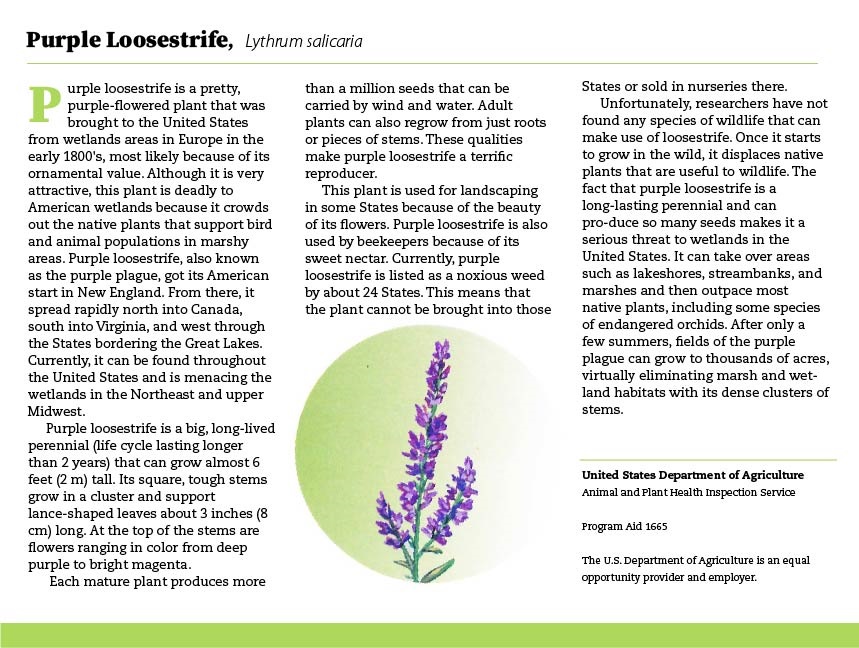 Purple Loosestrife, Lythrum salicaria
Purple loosestrife is a pretty,
purple-flowered plant that was
brought to the United States
from wetlands areas in Europe in the
early 1800's, most likely because of its
ornamental value. Although it is very
attractive, this plant is deadly to
American wetlands because it crowds
out the native plants that support bird
and animal populations in marshy
areas. Purple loosestrife, also known
as the purple plague, got its American
start in New England. From there, it
spread rapidly north into Canada,
south into Virginia, and west through
the States bordering the Great Lakes.
Currently, it can be found throughout
the United States and is menacing the
wetlands in the Northeast and upper
Midwest.
Purple loosestrife is a big, long-lived
perennial (life cycle lasting longer
than 2 years) that can grow almost 6
feet (2 m) tall. Its square, tough stems
grow in a cluster and support
lance-shaped leaves about 3 inches (8
cm) long. At the top of the stems are
flowers ranging in color from deep
purple to bright magenta.
Each mature plant produces more
than a million seeds that can be
carried by wind and water. Adult
plants can also regrow from just roots
or pieces of stems. These qualities
make purple loosestrife a terrific
reproducer.
This plant is used for landscaping
in some States because of the beauty
of its flowers. Purple loosestrife is also
used by beekeepers because of its
sweet nectar. Currently, purple
loosestrife is listed as a noxious weed
by about 24 States. This means that
the plant cannot be brought into those
States or sold in nurseries there.
Unfortunately, researchers have not
found any species of wildlife that can
make use of loosestrife. Once it starts
to grow in the wild, it displaces native
plants that are useful to wildlife. The
fact that purple loosestrife is a
long-lasting perennial and can
pro-duce so many seeds makes it a
serious threat to wetlands in the
United States. It can take over areas
such as lakeshores, streambanks, and
marshes and then outpace most
native plants, including some species
of endangered orchids. After only a
few summers, fields of the purple
plague can grow to thousands of acres,
virtually eliminating marsh and wet-
land habitats with its dense clusters of
stems.
United States Department of Agriculture
Animal and Plant Health Inspection Service
Program Aid 1665
The U.S. Department of Agriculture is an equal
opportunity provider and employer.